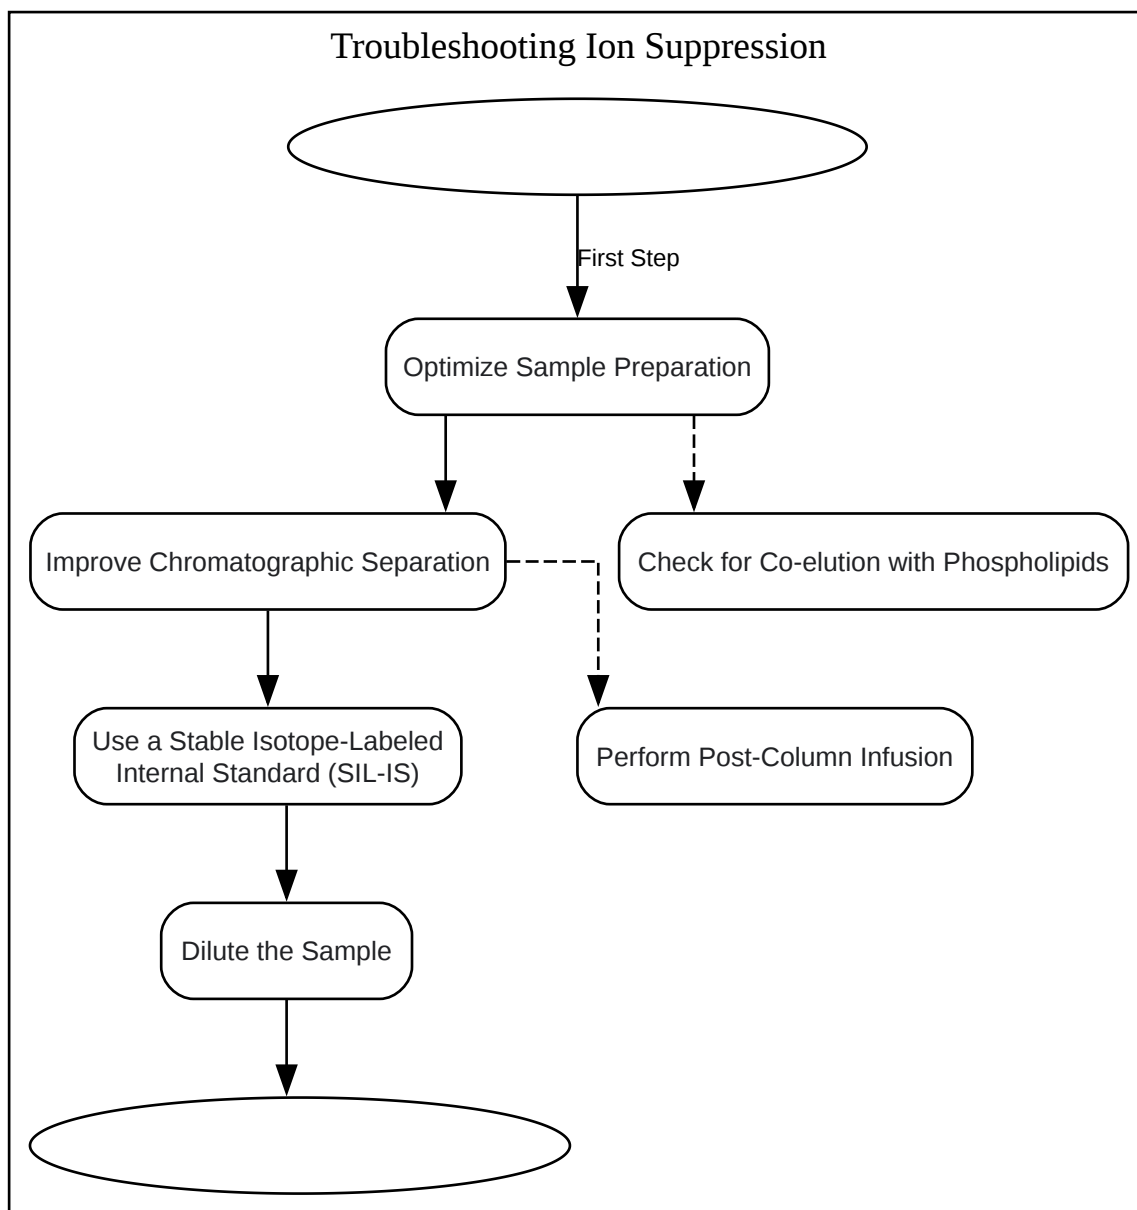 Troubleshooting Ion Suppression
First Step
Optimize Sample Preparation
Improve Chromatographic Separation
Check for Co-elution with Phospholipids
Use a Stable Isotope-Labeled
Internal Standard (SIL-IS)
Perform Post-Column Infusion
Dilute the Sample